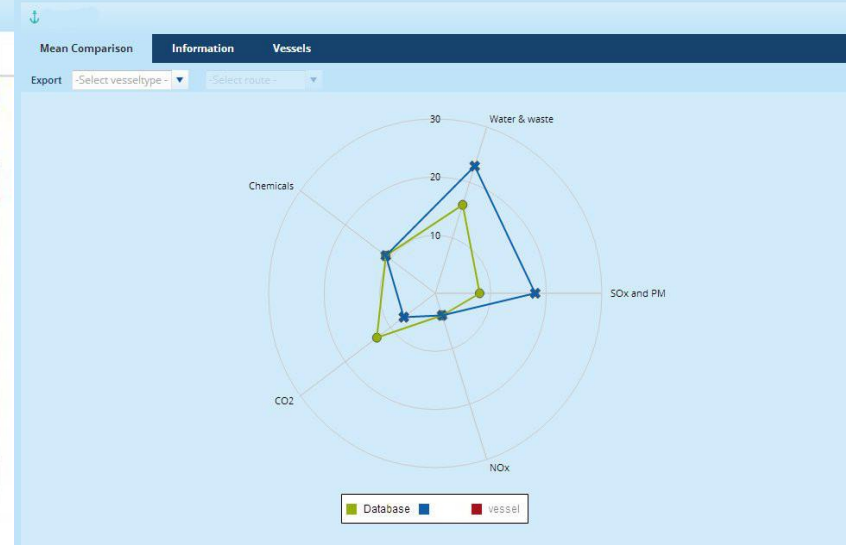 Mean Comparison Information Vessels
Export -Select vesseltype - -Select route -
30 Water & waste
Chemicals
20
10
SOx and PM
CO2
NOx
Database vessel